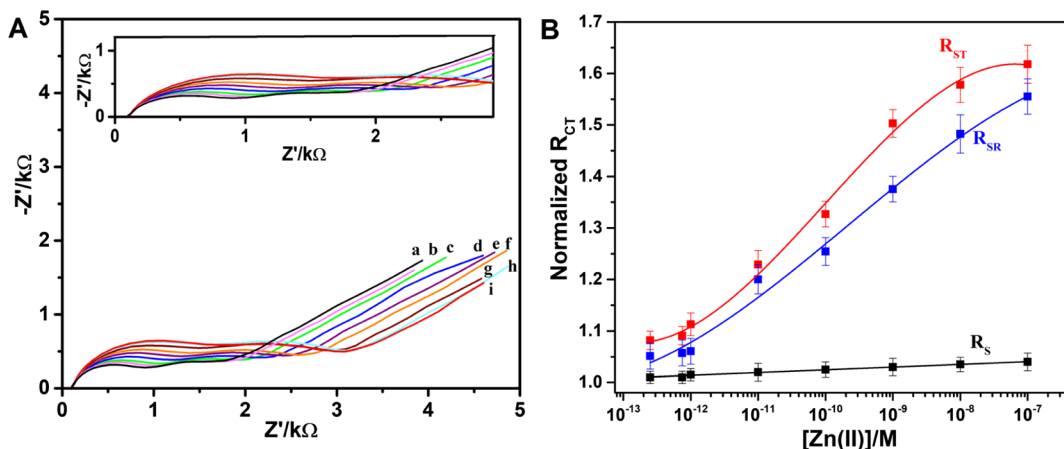 A
-Z'/kΩ
5
4
3
2
1
0
0
1
2
3
4
5
Z'/kΩ
-Z'/kΩ
1
0
0
1
2
Z'/kΩ
a b c d e f
g h
i
B
Normalized R_CT
1.7
1.6
1.5
1.4
1.3
1.2
1.1
1.0
R_ST
R_SR
R_S
10^-13 10^-12 10^-11 10^-10 10^-9 10^-8 10^-7
[Zn(II)]/M